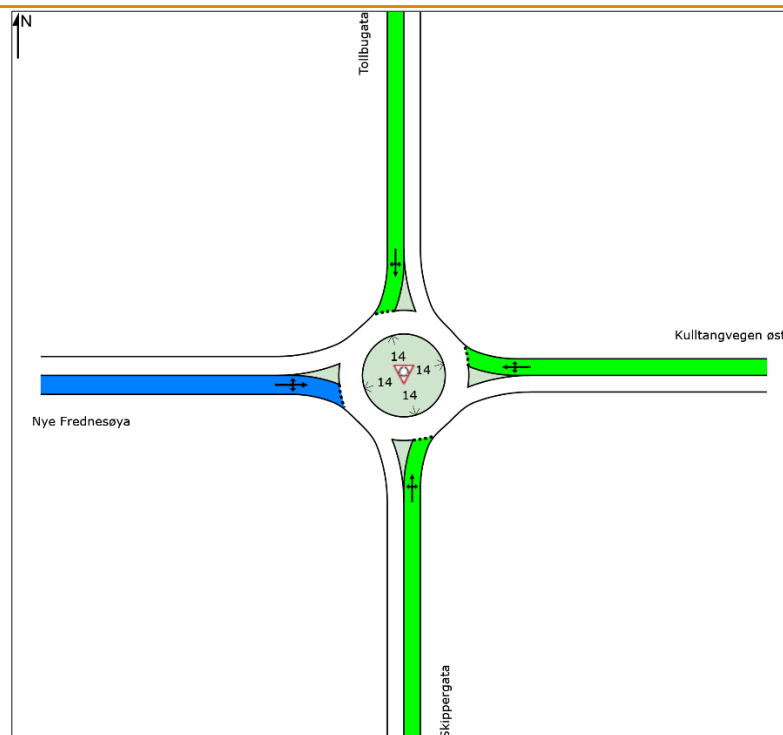 N
Tollbugata
Kulltangvegen øst
14
14
14
14
Nye Frednesøya
Skippergata